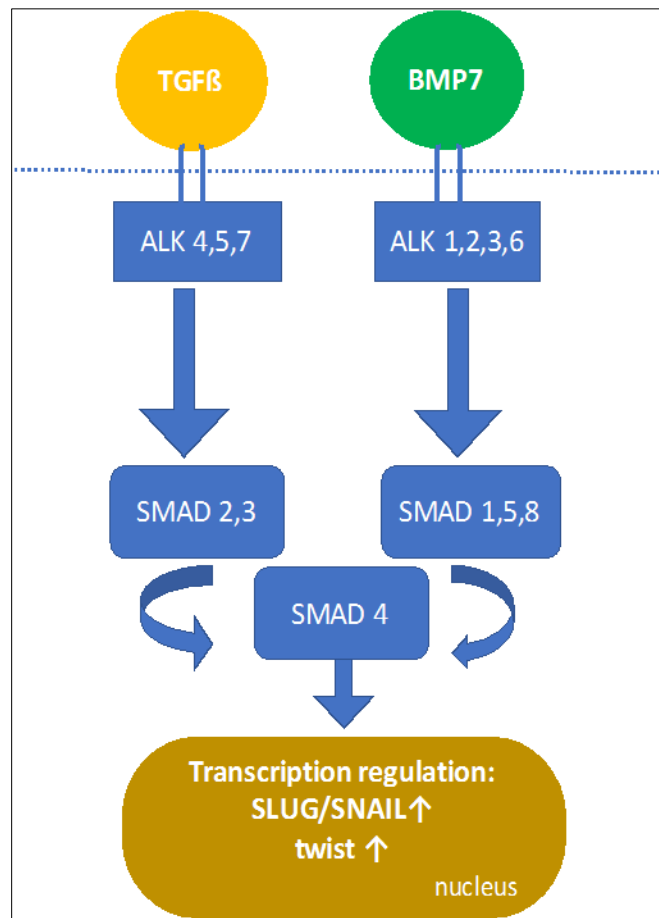 TGFß
BMP7
ALK 4,5,7
ALK 1,2,3,6
SMAD 2,3
SMAD 1,5,8
SMAD 4
Transcription regulation:
SLUG/SNAIL↑
twist ↑
nucleus